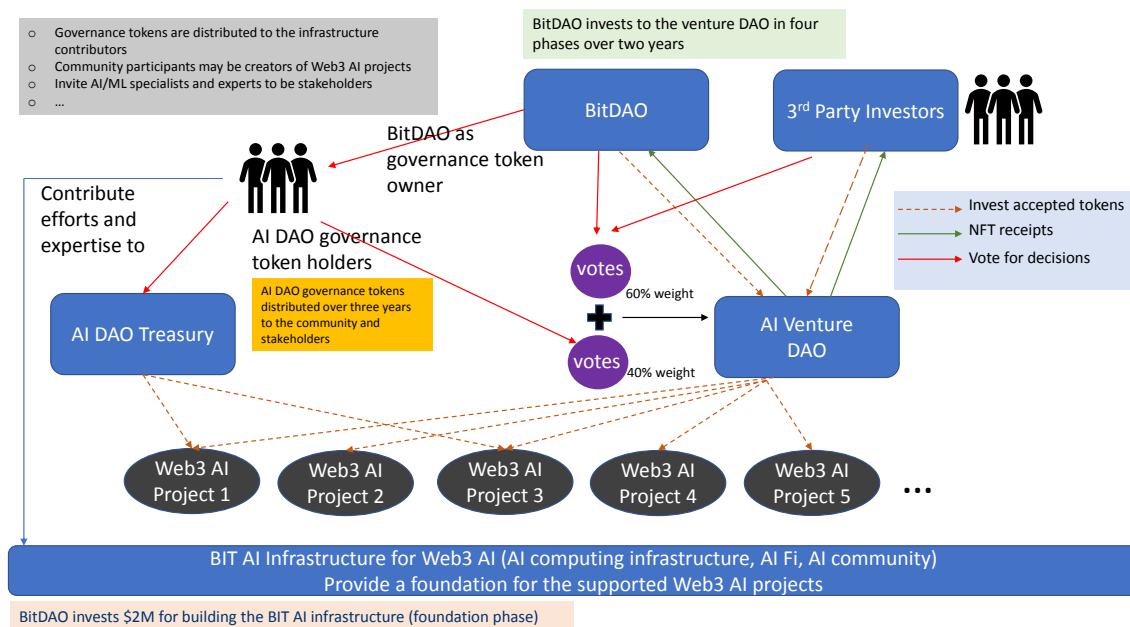 o Governance tokens are distributed to the infrastructure
contributors
o Community participants may be creators of Web3 AI projects
o Invite AI/ML specialists and experts to be stakeholders
o …
BitDAO invests to the venture DAO in four
phases over two years
BitDAO
3rd Party Investors
BitDAO as
governance token
owner
Contribute
efforts and
expertise to
Invest accepted tokens
NFT receipts
Vote for decisions
AI DAO governance
token holders
AI DAO governance tokens
distributed over three years
to the community and
stakeholders
votes
60% weight
votes
40% weight
AI DAO Treasury
AI Venture
DAO
Web3 AI
Project 1
Web3 AI
Project 2
Web3 AI
Project 3
Web3 AI
Project 4
Web3 AI
Project 5
…
BIT AI Infrastructure for Web3 AI (AI computing infrastructure, AI Fi, AI community)
Provide a foundation for the supported Web3 AI projects
BitDAO invests $2M for building the BIT AI infrastructure (foundation phase)